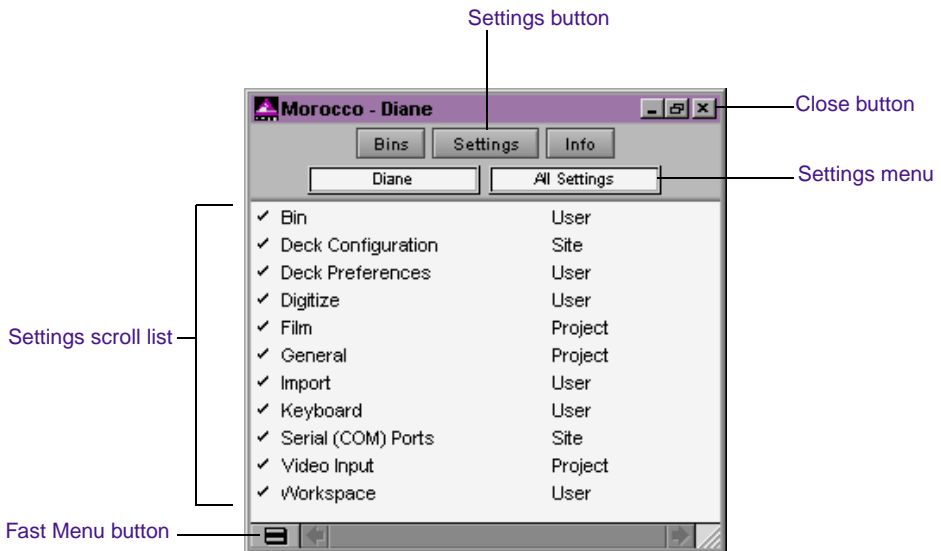 Settings button
Morocco - Diane
Close button
Bins Settings Info
Diane All Settings
Settings menu
Bin User
Deck Configuration Site
Deck Preferences User
Digitize User
Film Project
Settings scroll list
General Project
Import User
Keyboard User
Serial (COM) Ports Site
Video Input Project
Workspace User
Fast Menu button